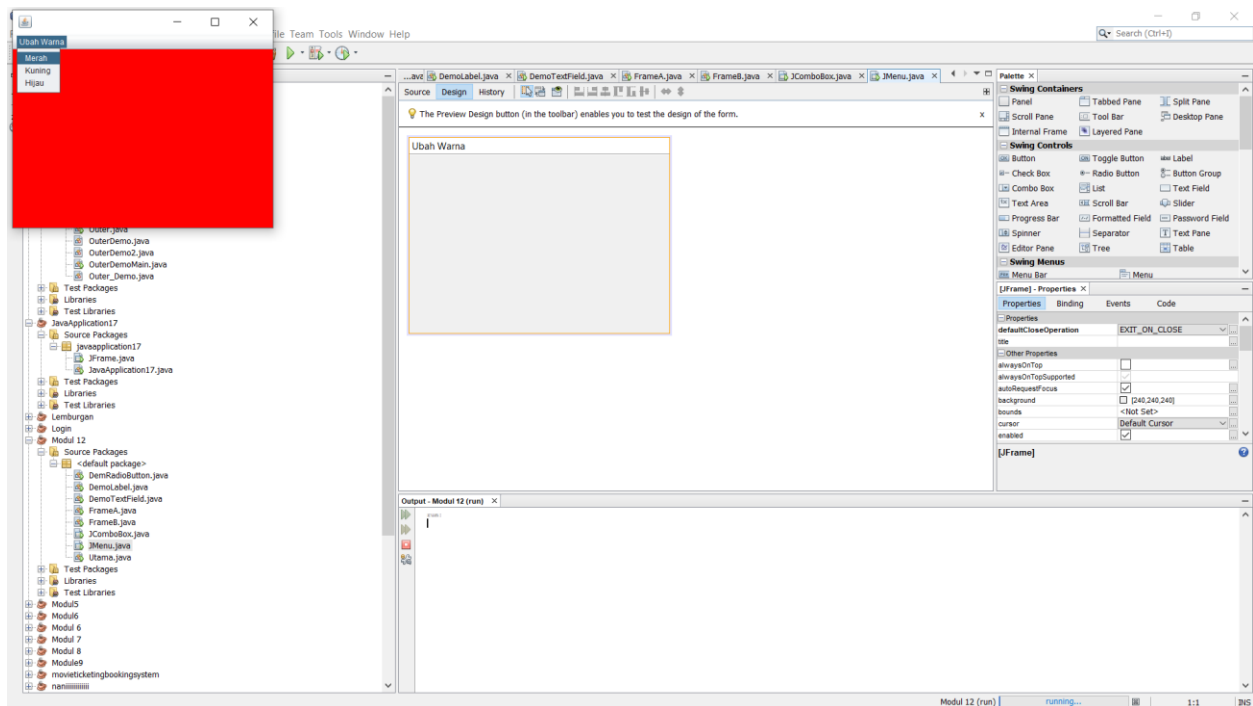 ile Team Tools Window Help
Search (Ctrl+I)
Ubah Warna
Merah
Kuning
Hijau
Outer.java
OuterDemo.java
OuterDemo2.java
OuterDemoMain.java
Outer_Demo.java
Test Packages
Libraries
Test Libraries
JavaApplication17
Source Packages
javaapplication17
JFrame.java
JavaApplication17.java
Test Packages
Libraries
Test Libraries
Lemburgan
Login
Modul 12
Source Packages
<default package>
DemRadioButton.java
DemoLabel.java
DemoTextField.java
FrameA.java
FrameB.java
JComboBox.java
JMenu.java
Utama.java
Test Packages
Libraries
Test Libraries
Modul5
Modul6
Modul 6
Modul 7
Modul 8
Module9
movieticketingbookingsystem
...ava DemoLabel.java DemoTextField.java FrameA.java FrameB.java JComboBox.java JMenu.java
Source Design History
The Preview Design button (in the toolbar) enables you to test the design of the form. x
Ubah Warna
Output - Modul 12 (run)
run:
Palette
Swing Containers
Panel Tabbed Pane Split Pane
Scroll Pane Tool Bar Desktop Pane
Internal Frame Layered Pane
Swing Controls
Button Toggle Button Label
Check Box Radio Button Button Group
Combo Box List Text Field
Text Area Scroll Bar Slider
Progress Bar Formatted Field Password Field
Spinner Separator Text Pane
Editor Pane Tree Table
Swing Menus
Menu Bar Menu
[JFrame] - Properties
Properties Binding Events Code
Properties
defaultCloseOperation EXIT_ON_CLOSE
title
Other Properties
alwaysOnTop
alwaysOnTopSupported
autoRequestFocus
background [240,240,240]
bounds <Not Set>
cursor Default Cursor
enabled
[JFrame]
Modul 12 (run) running... 1:1 INS